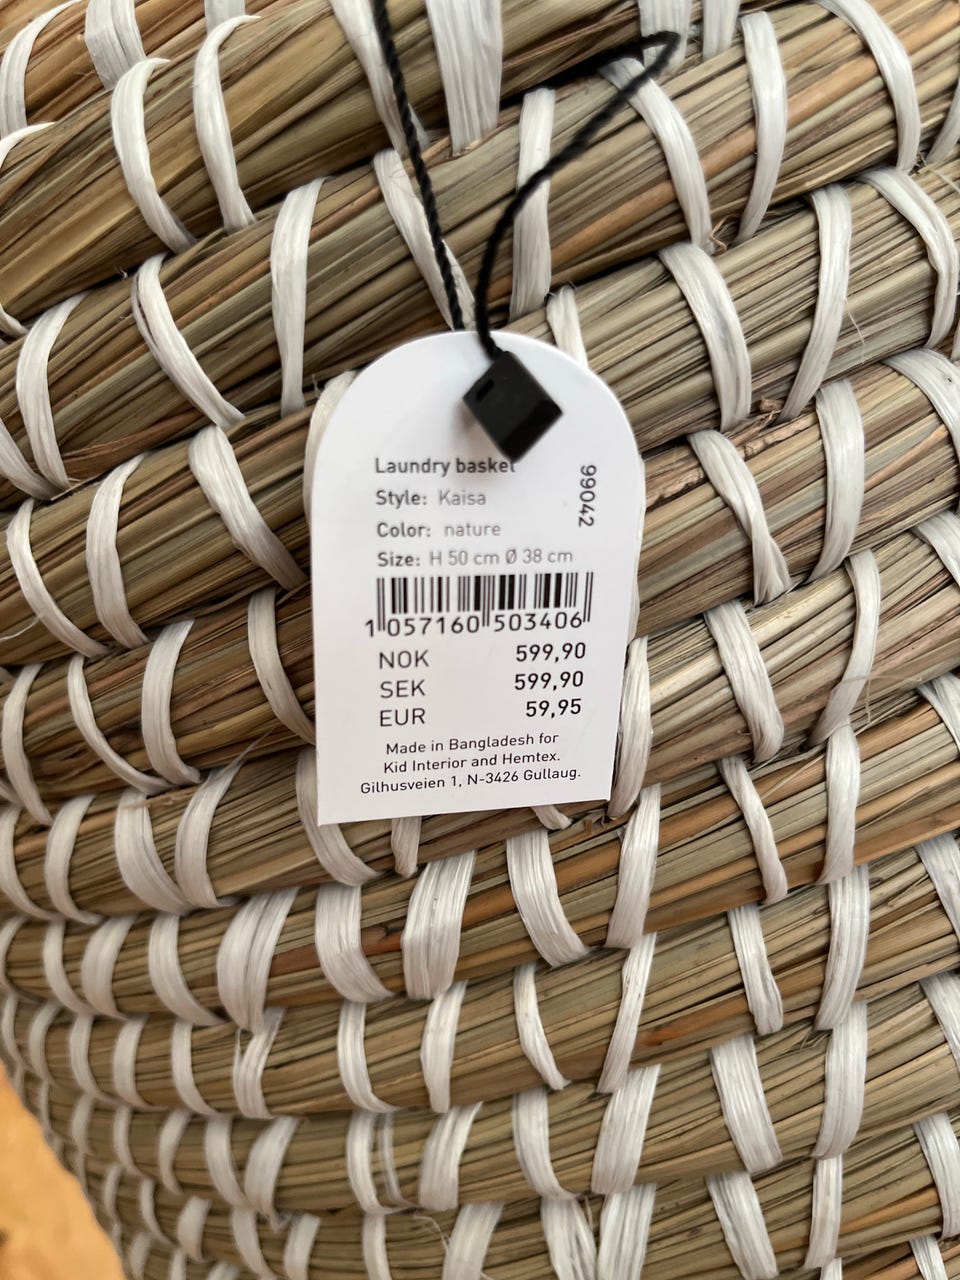 Laundry basket
99042
Style: Kaisa
Color: nature
Size: H 50 cm Ø 38 cm
1 057160 503406
NOK 599,90
SEK 599,90
EUR 59,95
Made in Bangladesh for
Kid Interior and Hemtex.
Gilhusveien 1, N-3426 Gullaug.